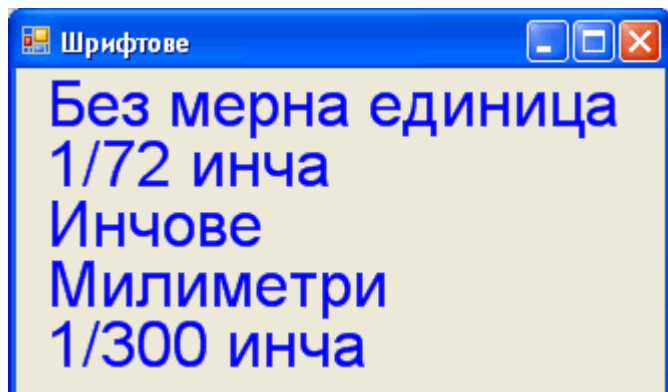 Шрифтове
Без мерна единица
1/72 инча
Инчове
Милиметри
1/300 инча